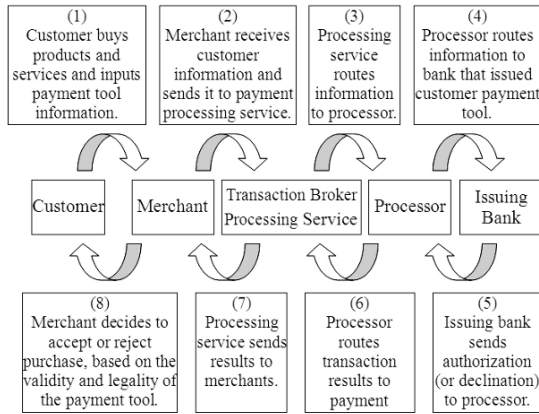 (1)
Customer buys
products and
services and inputs
payment tool
information.
(2)
Merchant receives
customer
information and
sends it to payment
processing service.
(3)
Processing
service
routes
information
to processor.
(4)
Processor routes
information to
bank that issued
customer payment
tool.
Customer
Merchant
Transaction Broker
Processing Service
Processor
Issuing
Bank
(8)
Merchant decides to
accept or reject
purchase, based on the
validity and legality of
the payment tool.
(7)
Processing
service sends
results to
merchants.
(6)
Processor
routes
transaction
results to
payment
(5)
Issuing bank
sends
authorization
(or declination)
to processor.